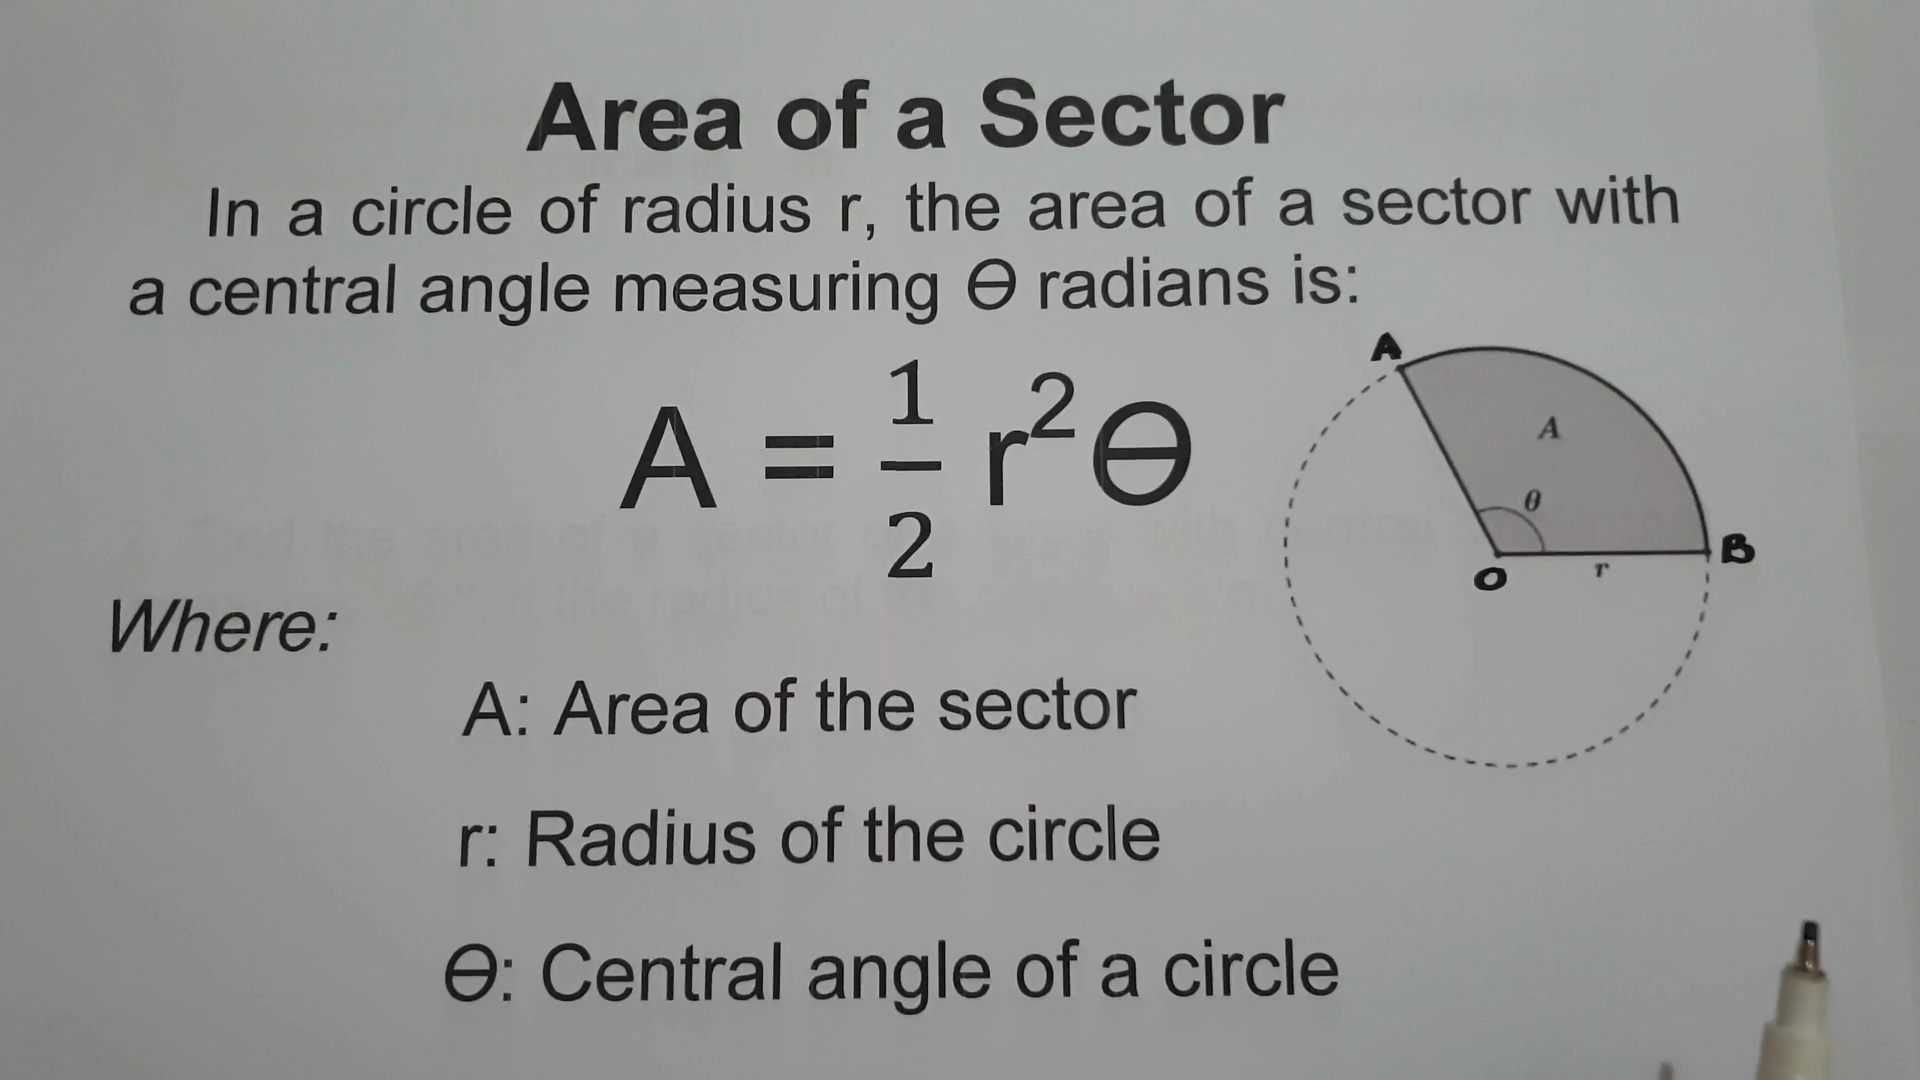 Area of a Sector
In a circle of radius r, the area of a sector with
a central angle measuring Ɵ radians is:
A = 1/2 r²Ɵ
A
A
θ
B
O
r
Where:
A: Area of the sector
r: Radius of the circle
Ɵ: Central angle of a circle